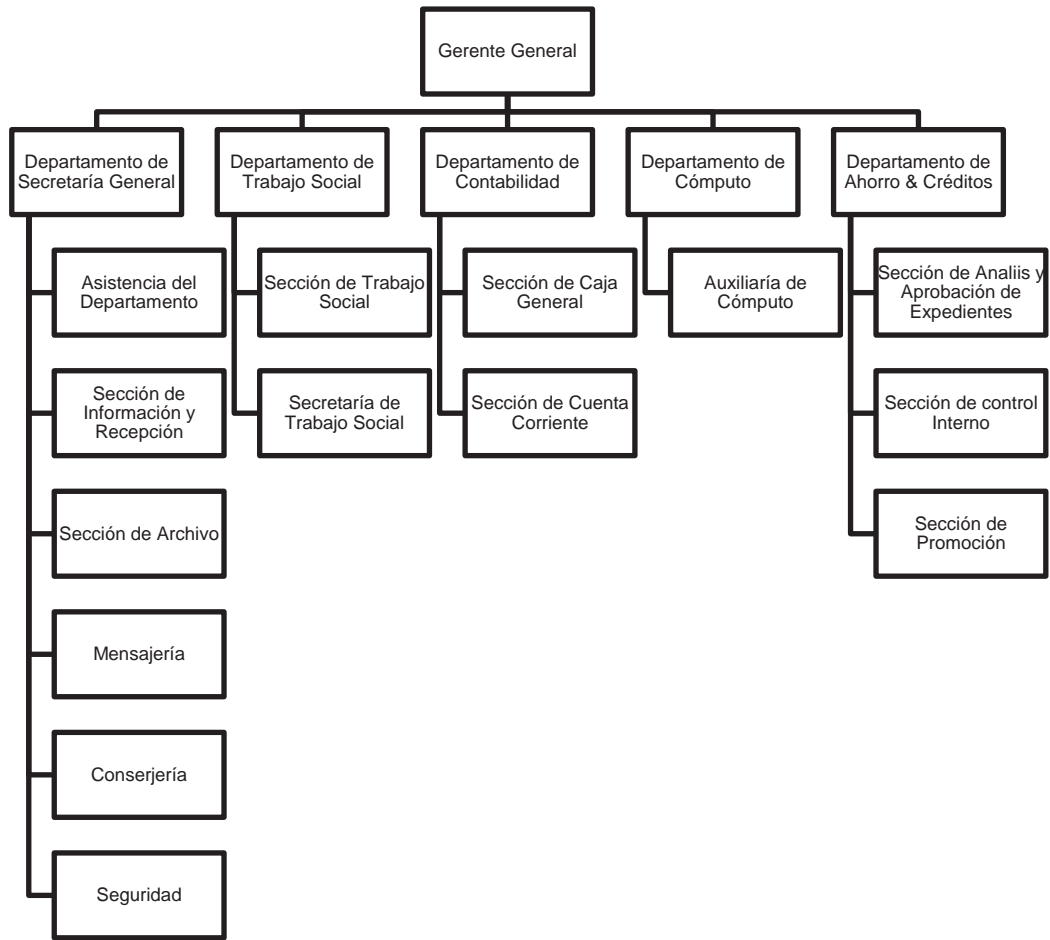 Gerente General
Departamento de
Secretaría General
Departamento de
Trabajo Social
Departamento de
Contabilidad
Departamento de
Cómputo
Departamento de
Ahorro & Créditos
Asistencia del
Departamento
Sección de
Información y
Recepción
Sección de Archivo
Mensajería
Conserjería
Seguridad
Sección de Trabajo
Social
Secretaría de
Trabajo Social
Sección de Caja
General
Sección de Cuenta
Corriente
Auxiliaría de
Cómputo
Sección de Analiis y
Aprobación de
Expedientes
Sección de control
Interno
Sección de
Promoción